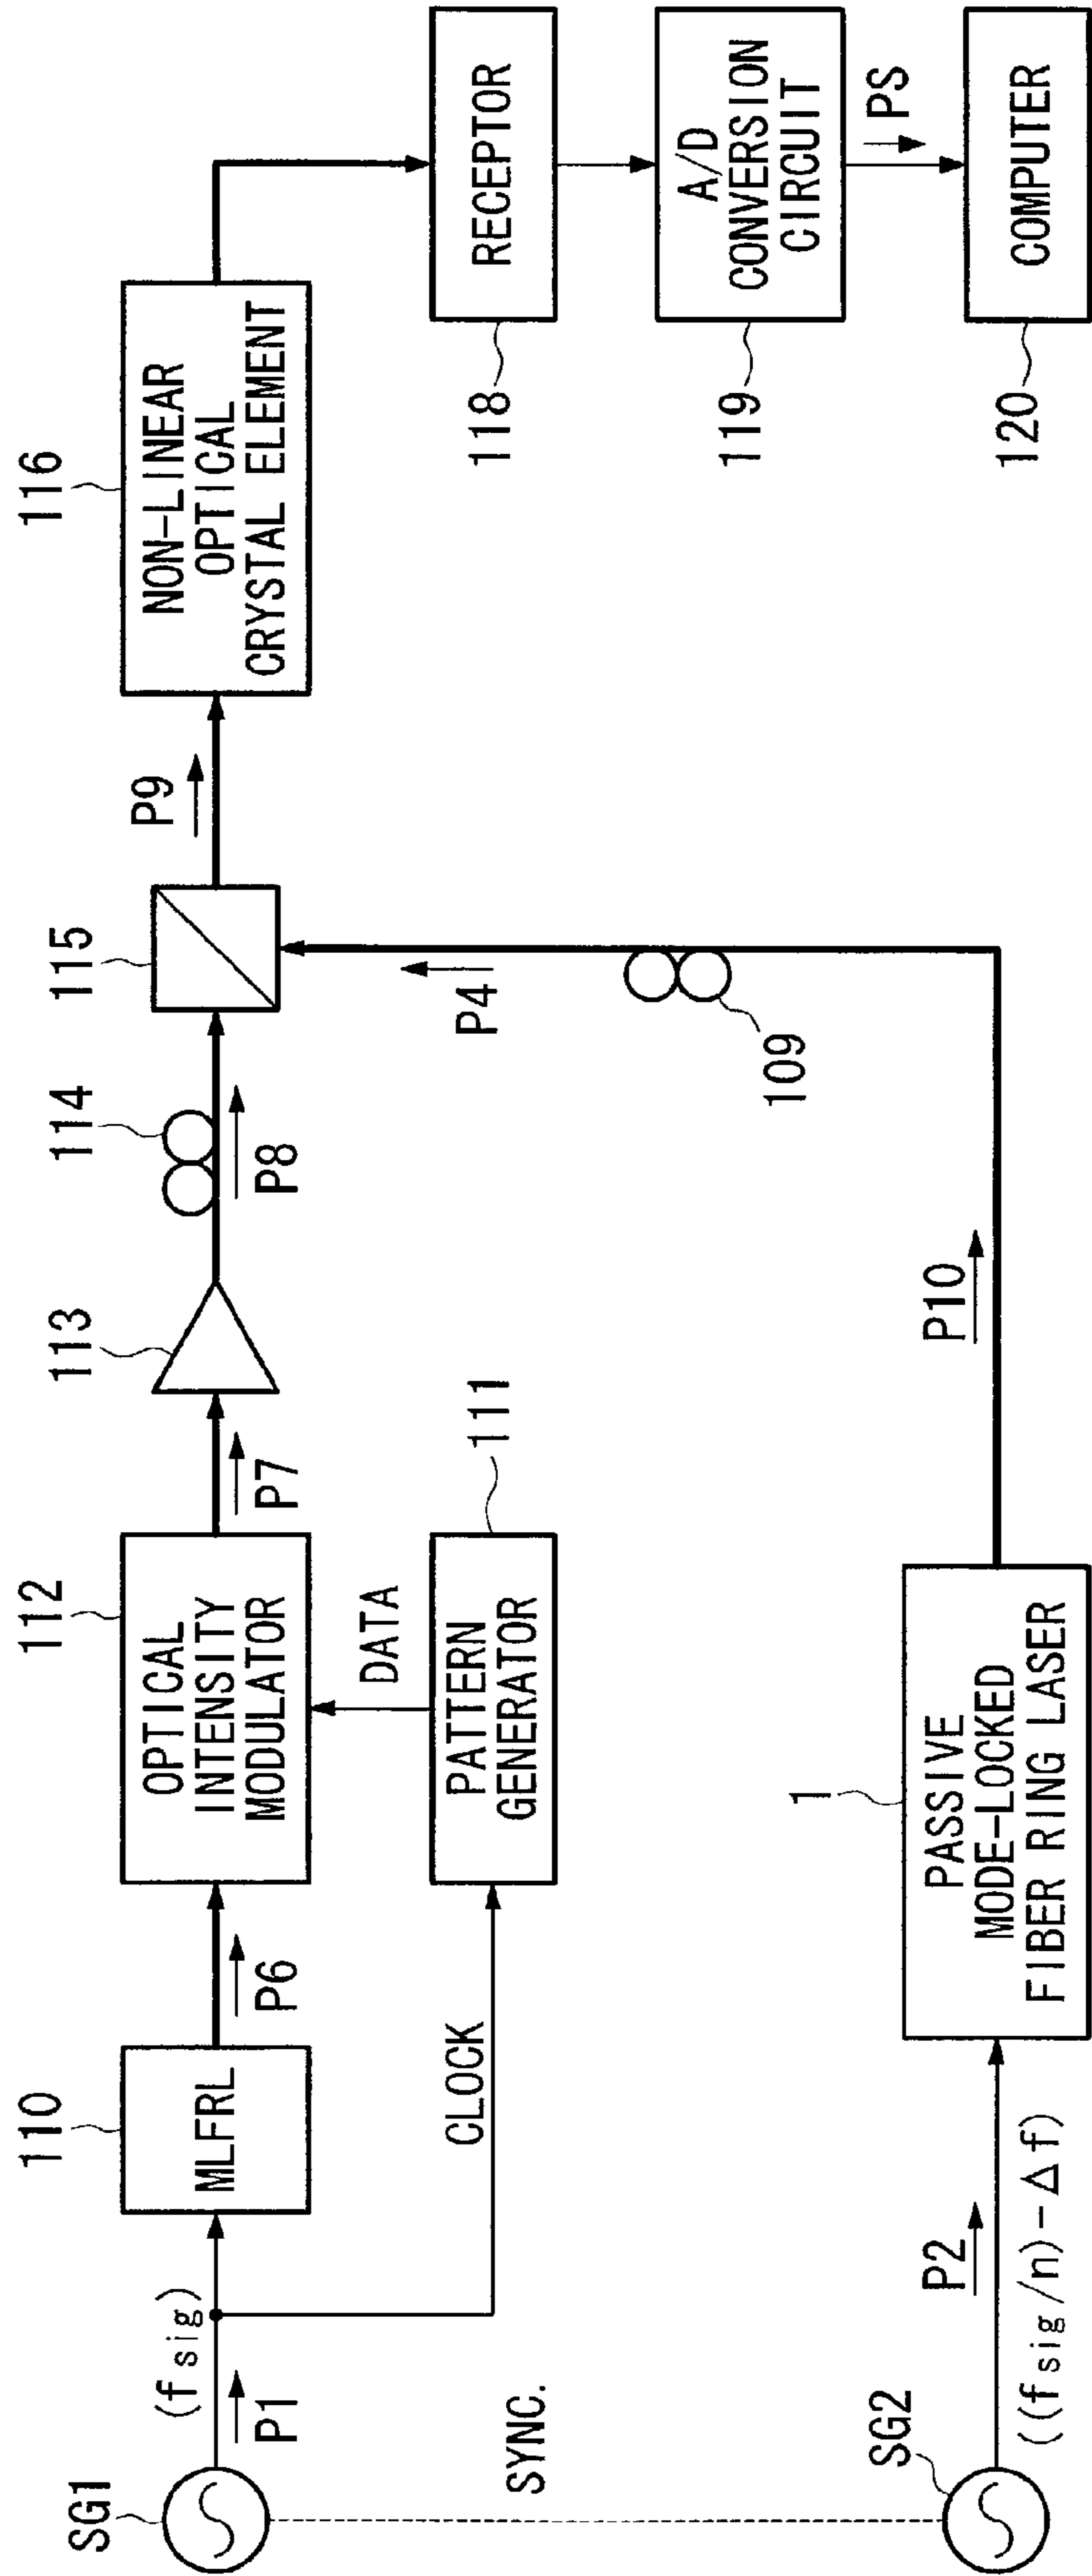 SG1
(f sig)
P1
110
MLFRL
P6
112
OPTICAL
INTENSITY
MODULATOR
P7
113
114
P8
115
P9
116
NON-LINEAR
OPTICAL
CRYSTAL ELEMENT
CLOCK
DATA
PATTERN
GENERATOR
111
P4
109
118
RECEPTOR
119
A/D
CONVERSION
CIRCUIT
PS
120
COMPUTER
SYNC.
SG2
P2
((f sig/n)-Δf)
1
PASSIVE
MODE-LOCKED
FIBER RING LASER
P10